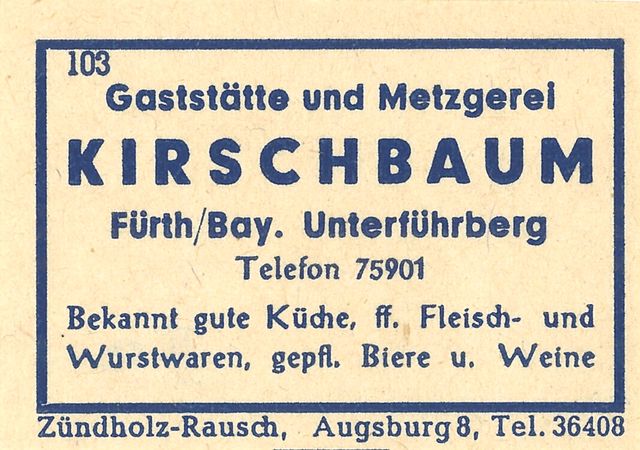 103
Gaststätte und Metzgerei
KIRSCHBAUM
Fürth/Bay. Unterführberg
Telefon 75901
Bekannt gute Küche, ff. Fleisch- und
Wurstwaren, gepfl. Biere u. Weine
Zündholz-Rausch, Augsburg 8, Tel. 36408